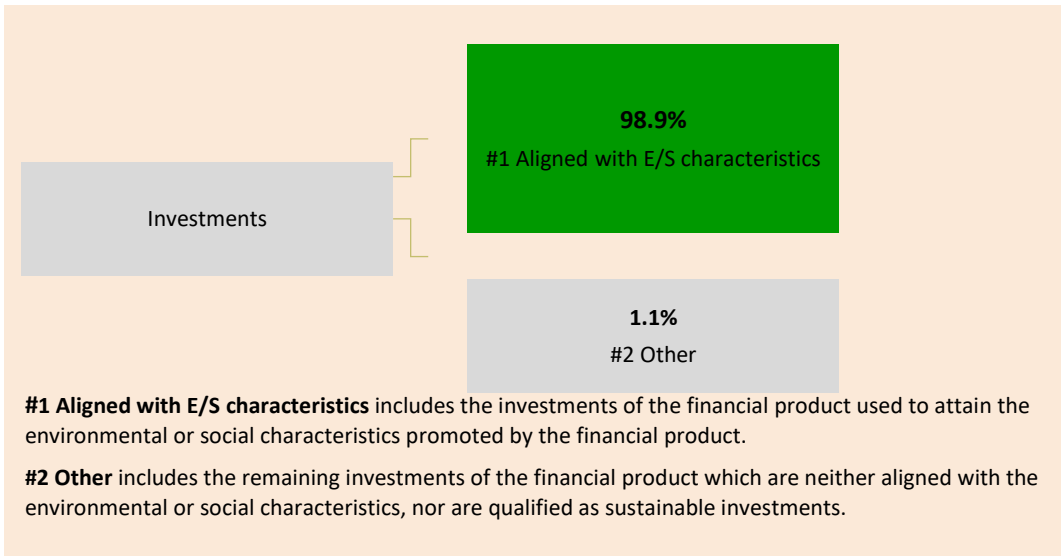 98.9%
#1 Aligned with E/S characteristics
Investments
1.1%
#2 Other
#1 Aligned with E/S characteristics includes the investments of the financial product used to attain the
environmental or social characteristics promoted by the financial product.
#2 Other includes the remaining investments of the financial product which are neither aligned with the
environmental or social characteristics, nor are qualified as sustainable investments.